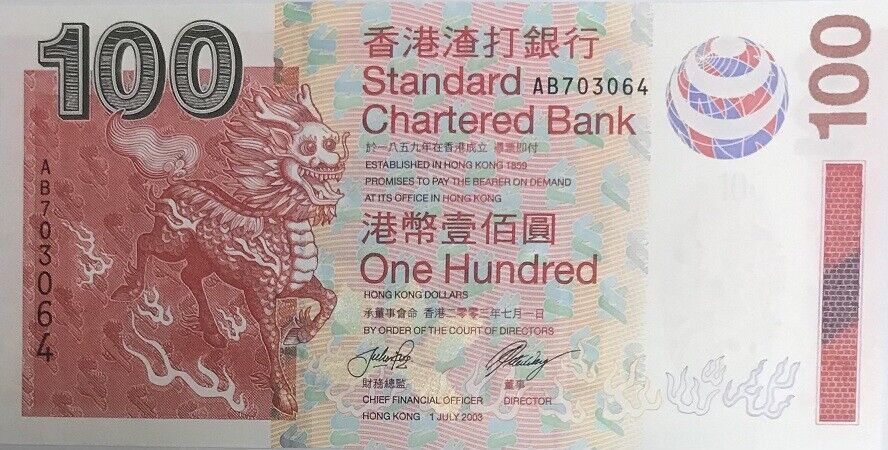 100
香港渣打銀行
Standard
Chartered Bank
AB703064
於一八五九年在香港成立 憑票即付
ESTABLISHED IN HONG KONG 1859
PROMISES TO PAY THE BEARER ON DEMAND
AT ITS OFFICE IN HONG KONG
港幣壹佰圓
One Hundred
HONG KONG DOLLARS
承董事會命 香港二零零三年七月一日
BY ORDER OF THE COURT OF DIRECTORS
財務總監
CHIEF FINANCIAL OFFICER
董事
DIRECTOR
HONG KONG 1 JULY 2003
AB703064
100